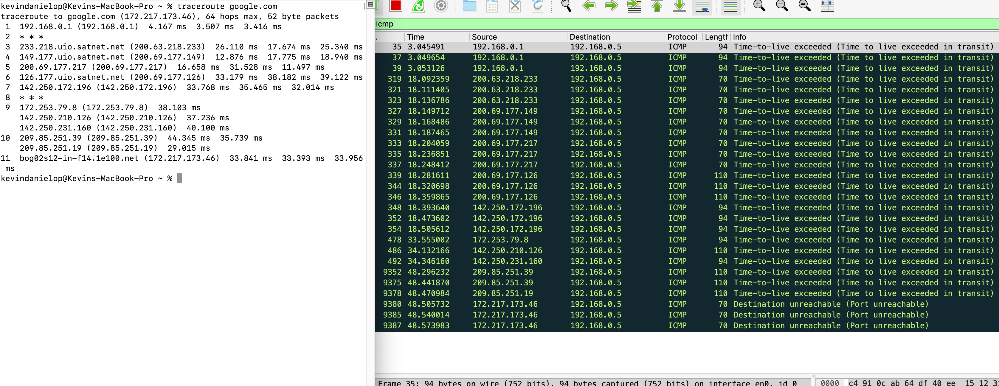 kevindanielop@Kevins-MacBook-Pro ~ % traceroute google.com
traceroute to google.com (172.217.173.46), 64 hops max, 52 byte packets
1 192.168.0.1 (192.168.0.1) 4.167 ms 3.507 ms 3.416 ms
2 * * *
3 233.218.uio.satnet.net (200.63.218.233) 26.110 ms 17.674 ms 25.340 ms
4 149.177.uio.satnet.net (200.69.177.149) 12.876 ms 17.775 ms 18.940 ms
5 200.69.177.217 (200.69.177.217) 16.658 ms 31.528 ms 11.497 ms
6 126.177.uio.satnet.net (200.69.177.126) 33.179 ms 38.182 ms 39.122 ms
7 142.250.172.196 (142.250.172.196) 33.768 ms 35.465 ms 32.014 ms
8 * * *
9 172.253.79.8 (172.253.79.8) 38.103 ms
142.250.210.126 (142.250.210.126) 37.236 ms
142.250.231.160 (142.250.231.160) 40.100 ms
10 209.85.251.39 (209.85.251.39) 44.345 ms 35.739 ms
209.85.251.19 (209.85.251.19) 29.015 ms
11 bog02s12-in-f14.1e100.net (172.217.173.46) 33.841 ms 33.393 ms 33.956
ms
kevindanielop@Kevins-MacBook-Pro ~ %
icmp
Time Source Destination Protocol Length Info
35 3.045491 192.168.0.1 192.168.0.5 ICMP 94 Time-to-live exceeded (Time to live exceeded in transit)
37 3.049654 192.168.0.1 192.168.0.5 ICMP 94 Time-to-live exceeded (Time to live exceeded in transit)
39 3.053126 192.168.0.1 192.168.0.5 ICMP 94 Time-to-live exceeded (Time to live exceeded in transit)
319 18.092359 200.63.218.233 192.168.0.5 ICMP 70 Time-to-live exceeded (Time to live exceeded in transit)
321 18.111405 200.63.218.233 192.168.0.5 ICMP 70 Time-to-live exceeded (Time to live exceeded in transit)
323 18.136786 200.63.218.233 192.168.0.5 ICMP 70 Time-to-live exceeded (Time to live exceeded in transit)
327 18.149712 200.69.177.149 192.168.0.5 ICMP 70 Time-to-live exceeded (Time to live exceeded in transit)
329 18.168486 200.69.177.149 192.168.0.5 ICMP 70 Time-to-live exceeded (Time to live exceeded in transit)
331 18.187465 200.69.177.149 192.168.0.5 ICMP 70 Time-to-live exceeded (Time to live exceeded in transit)
333 18.204059 200.69.177.217 192.168.0.5 ICMP 70 Time-to-live exceeded (Time to live exceeded in transit)
335 18.236851 200.69.177.217 192.168.0.5 ICMP 70 Time-to-live exceeded (Time to live exceeded in transit)
337 18.248412 200.69.177.217 192.168.0.5 ICMP 70 Time-to-live exceeded (Time to live exceeded in transit)
339 18.281611 200.69.177.126 192.168.0.5 ICMP 110 Time-to-live exceeded (Time to live exceeded in transit)
344 18.320698 200.69.177.126 192.168.0.5 ICMP 110 Time-to-live exceeded (Time to live exceeded in transit)
346 18.359865 200.69.177.126 192.168.0.5 ICMP 110 Time-to-live exceeded (Time to live exceeded in transit)
348 18.393640 142.250.172.196 192.168.0.5 ICMP 94 Time-to-live exceeded (Time to live exceeded in transit)
352 18.473602 142.250.172.196 192.168.0.5 ICMP 94 Time-to-live exceeded (Time to live exceeded in transit)
354 18.505612 142.250.172.196 192.168.0.5 ICMP 94 Time-to-live exceeded (Time to live exceeded in transit)
478 33.555002 172.253.79.8 192.168.0.5 ICMP 94 Time-to-live exceeded (Time to live exceeded in transit)
486 34.132166 142.250.210.126 192.168.0.5 ICMP 110 Time-to-live exceeded (Time to live exceeded in transit)
492 34.346160 142.250.231.160 192.168.0.5 ICMP 94 Time-to-live exceeded (Time to live exceeded in transit)
9352 48.296232 209.85.251.39 192.168.0.5 ICMP 110 Time-to-live exceeded (Time to live exceeded in transit)
9375 48.441870 209.85.251.39 192.168.0.5 ICMP 110 Time-to-live exceeded (Time to live exceeded in transit)
9378 48.470984 209.85.251.19 192.168.0.5 ICMP 110 Time-to-live exceeded (Time to live exceeded in transit)
9380 48.505732 172.217.173.46 192.168.0.5 ICMP 70 Destination unreachable (Port unreachable)
9385 48.540014 172.217.173.46 192.168.0.5 ICMP 70 Destination unreachable (Port unreachable)
9387 48.573983 172.217.173.46 192.168.0.5 ICMP 70 Destination unreachable (Port unreachable)
Frame 35: 94 bytes on wire (752 bits), 94 bytes captured (752 bits) on interface en0, id 0
0000 c4 91 0c ab 64 df 40 ee 15 12 3